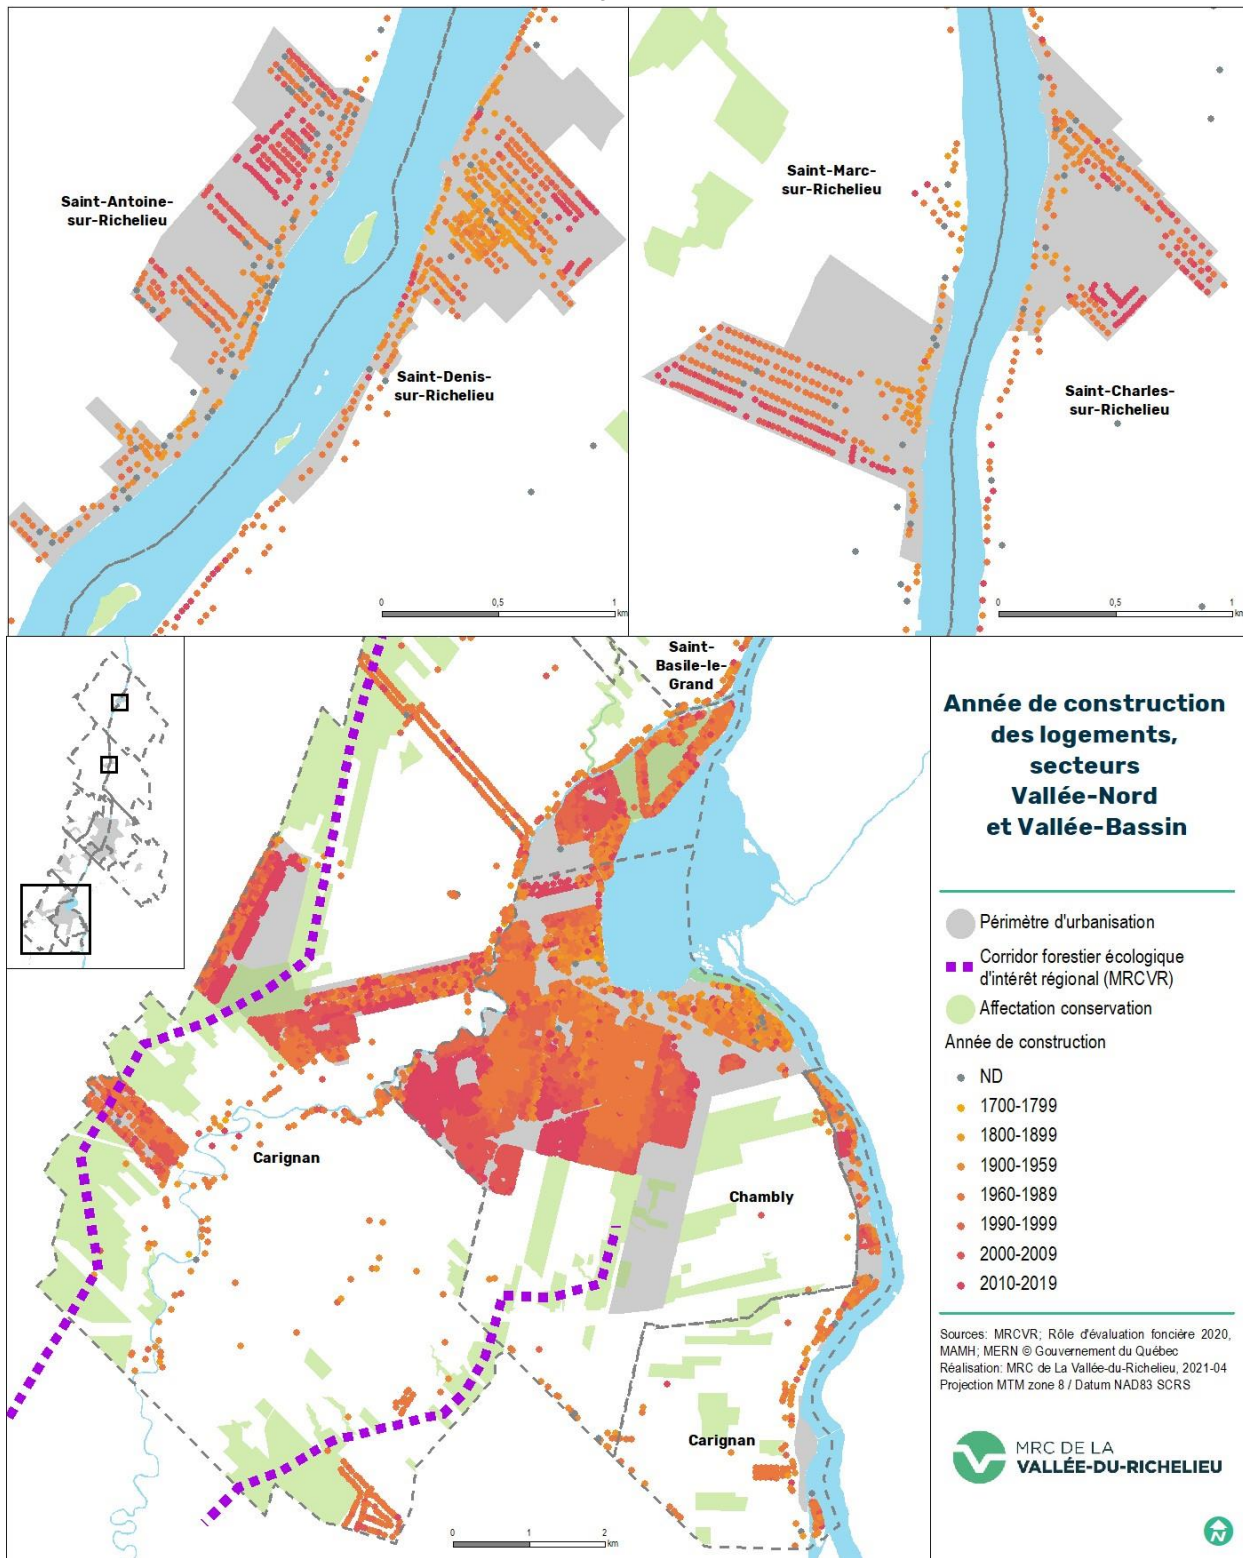 Saint-Antoine-
sur-Richelieu
Saint-Denis-
sur-Richelieu
0 0,5 1
km
Saint-Marc-
sur-Richelieu
Saint-Charles-
sur-Richelieu
0 0,5 1
km
Saint-
Basile-le-
Grand
Carignan
Chambly
Carignan
0 1 2
km
Année de construction
des logements,
secteurs
Vallée-Nord
et Vallée-Bassin
Périmètre d'urbanisation
Corridor forestier écologique
d'intérêt régional (MRCVR)
Affectation conservation
Année de construction
ND
1700-1799
1800-1899
1900-1959
1960-1989
1990-1999
2000-2009
2010-2019
Sources: MRCVR; Rôle d'évaluation foncière 2020,
MAMH; MERN © Gouvernement du Québec
Réalisation: MRC de La Vallée-du-Richelieu, 2021-04
Projection MTM zone 8 / Datum NAD83 SCRS
MRC DE LA
VALLÉE-DU-RICHELIEU
N